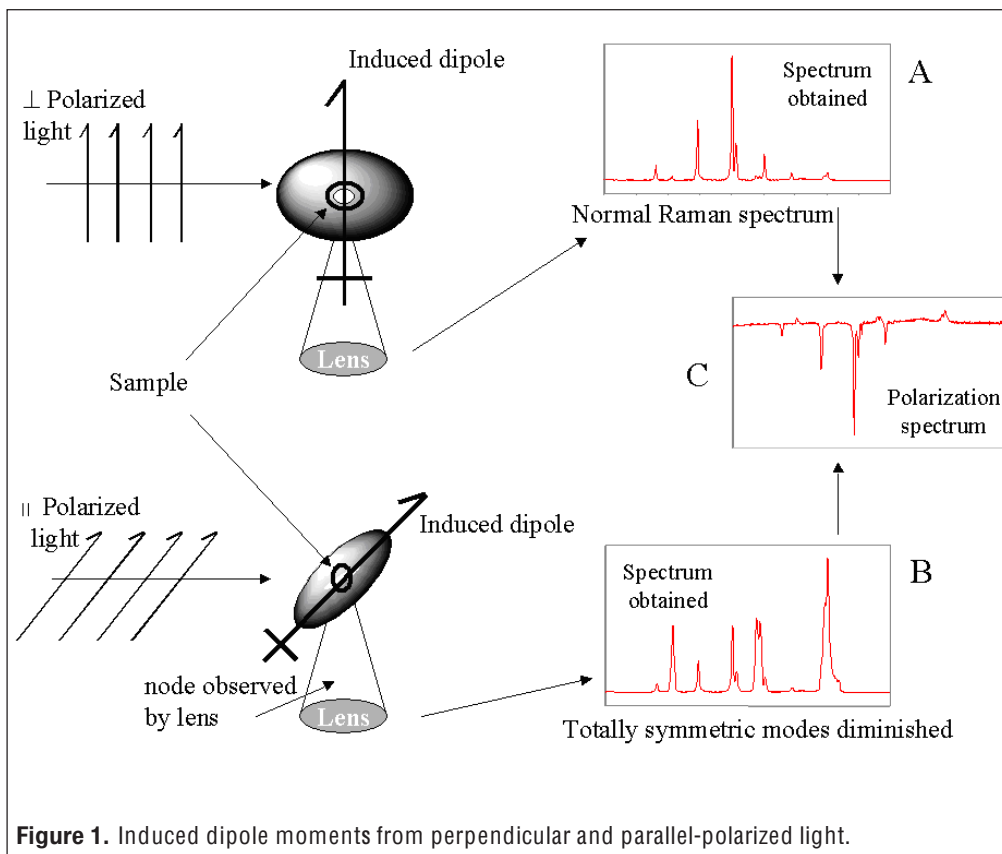 Induced dipole
⊥ Polarized
light
Spectrum
obtained
A
Normal Raman spectrum
Lens
Sample
C
Polarization
spectrum
॥ Polarized
light
Induced dipole
Spectrum
obtained
B
node observed
by lens
Lens
Totally symmetric modes diminished
Figure 1. Induced dipole moments from perpendicular and parallel-polarized light.